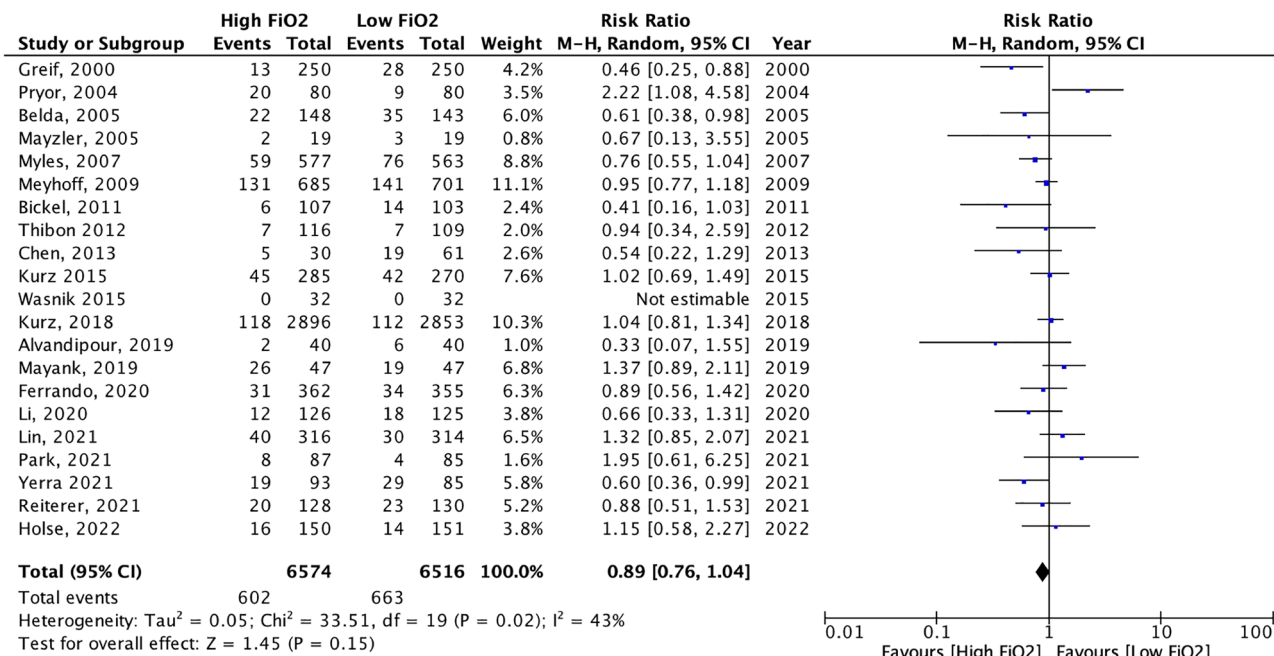 High FiO2 Low FiO2 Risk Ratio Risk Ratio
Study or Subgroup Events Total Events Total Weight M-H, Random, 95% CI Year M-H, Random, 95% CI
Greif, 2000 13 250 28 250 4.2% 0.46 [0.25, 0.88] 2000
Pryor, 2004 20 80 9 80 3.5% 2.22 [1.08, 4.58] 2004
Belda, 2005 22 148 35 143 6.0% 0.61 [0.38, 0.98] 2005
Mayzler, 2005 2 19 3 19 0.8% 0.67 [0.13, 3.55] 2005
Myles, 2007 59 577 76 563 8.8% 0.76 [0.55, 1.04] 2007
Meyhoff, 2009 131 685 141 701 11.1% 0.95 [0.77, 1.18] 2009
Bickel, 2011 6 107 14 103 2.4% 0.41 [0.16, 1.03] 2011
Thibon 2012 7 116 7 109 2.0% 0.94 [0.34, 2.59] 2012
Chen, 2013 5 30 19 61 2.6% 0.54 [0.22, 1.29] 2013
Kurz 2015 45 285 42 270 7.6% 1.02 [0.69, 1.49] 2015
Wasnik 2015 0 32 0 32 Not estimable 2015
Kurz, 2018 118 2896 112 2853 10.3% 1.04 [0.81, 1.34] 2018
Alvandipour, 2019 2 40 6 40 1.0% 0.33 [0.07, 1.55] 2019
Mayank, 2019 26 47 19 47 6.8% 1.37 [0.89, 2.11] 2019
Ferrando, 2020 31 362 34 355 6.3% 0.89 [0.56, 1.42] 2020
Li, 2020 12 126 18 125 3.8% 0.66 [0.33, 1.31] 2020
Lin, 2021 40 316 30 314 6.5% 1.32 [0.85, 2.07] 2021
Park, 2021 8 87 4 85 1.6% 1.95 [0.61, 6.25] 2021
Yerra 2021 19 93 29 85 5.8% 0.60 [0.36, 0.99] 2021
Reiterer, 2021 20 128 23 130 5.2% 0.88 [0.51, 1.53] 2021
Holse, 2022 16 150 14 151 3.8% 1.15 [0.58, 2.27] 2022
Total (95% CI) 6574 6516 100.0% 0.89 [0.76, 1.04]
Total events 602 663
Heterogeneity: Tau² = 0.05; Chi² = 33.51, df = 19 (P = 0.02); I² = 43%
Test for overall effect: Z = 1.45 (P = 0.15)
0.01 0.1 1 10 100
Favours [High FiO2] Favours [Low FiO2]